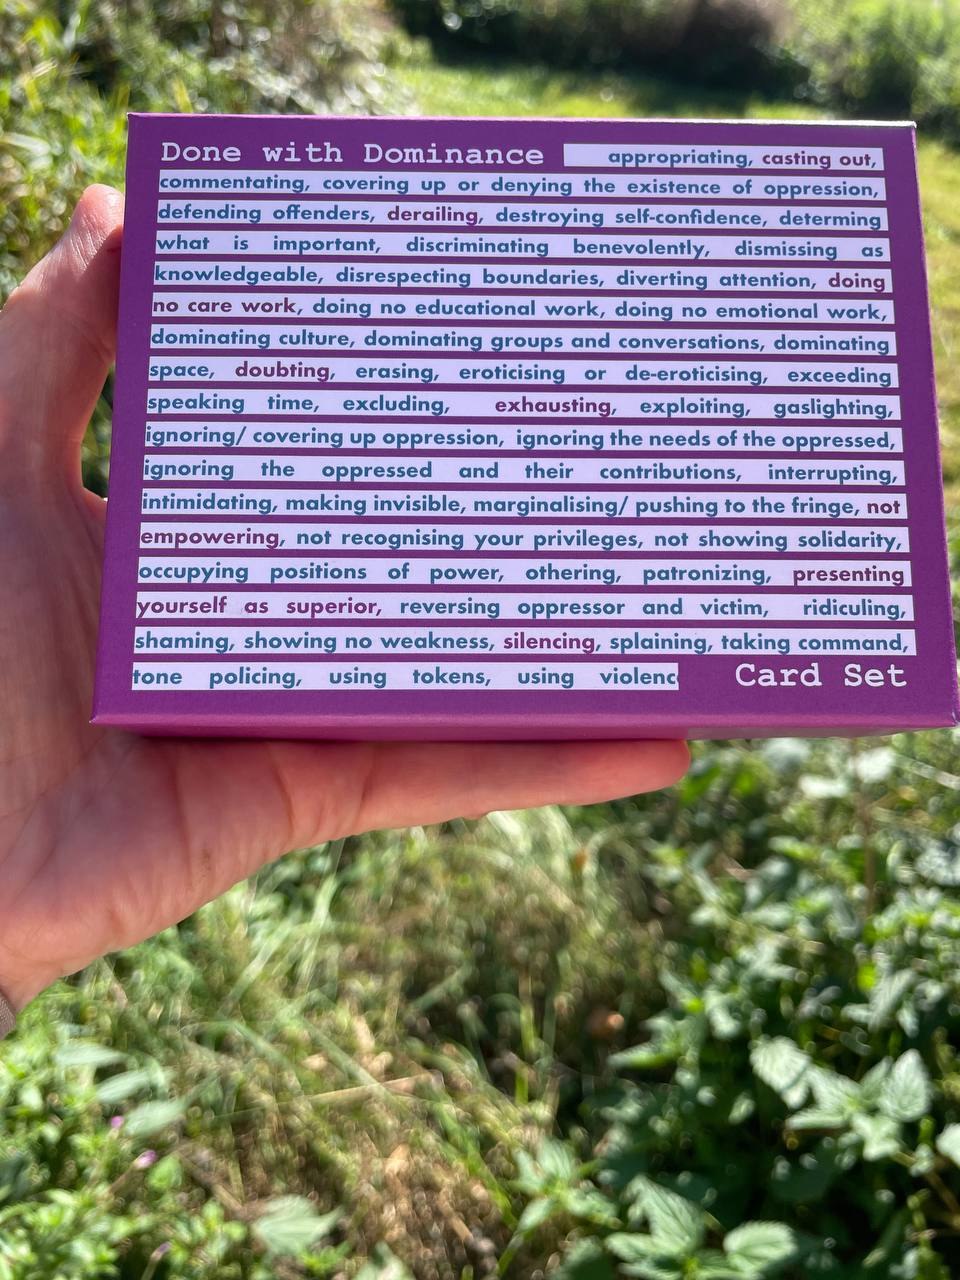 Done with Dominance appropriating, casting out,
commentating, covering up or denying the existence of oppression,
defending offenders, derailing, destroying self-confidence, determing
what is important, discriminating benevolently, dismissing as
knowledgeable, disrespecting boundaries, diverting attention, doing
no care work, doing no educational work, doing no emotional work,
dominating culture, dominating groups and conversations, dominating
space, doubting, erasing, eroticising or de-eroticising, exceeding
speaking time, excluding, exhausting, exploiting, gaslighting,
ignoring/ covering up oppression, ignoring the needs of the oppressed,
ignoring the oppressed and their contributions, interrupting,
intimidating, making invisible, marginalising/ pushing to the fringe, not
empowering, not recognising your privileges, not showing solidarity,
occupying positions of power, othering, patronizing, presenting
yourself as superior, reversing oppressor and victim, ridiculing,
shaming, showing no weakness, silencing, splaining, taking command,
tone policing, using tokens, using violenc Card Set